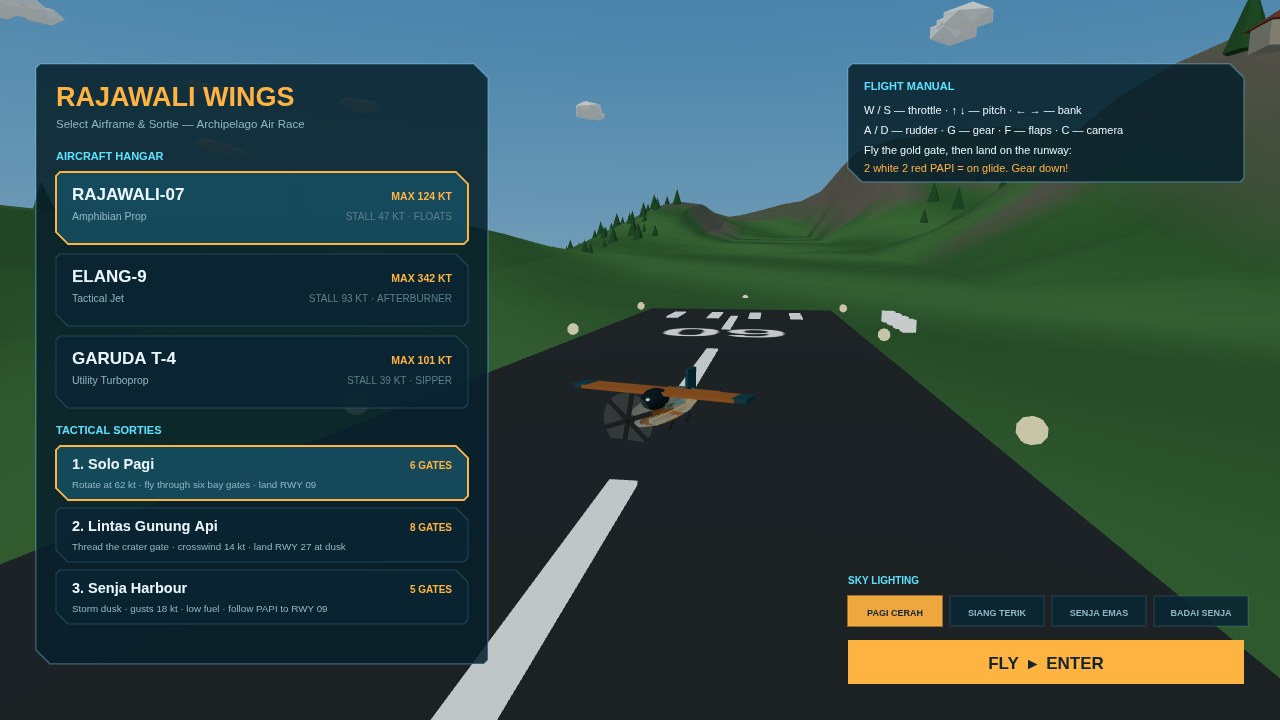 RAJAWALI WINGS
Select Airframe & Sortie — Archipelago Air Race
AIRCRAFT HANGAR
RAJAWALI-07
MAX 124 KT
Amphibian Prop
STALL 47 KT · FLOATS
ELANG-9
MAX 342 KT
Tactical Jet
STALL 93 KT · AFTERBURNER
GARUDA T-4
MAX 101 KT
Utility Turboprop
STALL 39 KT · SIPPER
TACTICAL SORTIES
1. Solo Pagi
6 GATES
Rotate at 62 kt · fly through six bay gates · land RWY 09
2. Lintas Gunung Api
8 GATES
Thread the crater gate · crosswind 14 kt · land RWY 27 at dusk
3. Senja Harbour
5 GATES
Storm dusk · gusts 18 kt · low fuel · follow PAPI to RWY 09
FLIGHT MANUAL
W / S — throttle · ↑ ↓ — pitch · ← → — bank
A / D — rudder · G — gear · F — flaps · C — camera
Fly the gold gate, then land on the runway:
2 white 2 red PAPI = on glide. Gear down!
09
SKY LIGHTING
PAGI CERAH
SIANG TERIK
SENJA EMAS
BADAI SENJA
FLY ► ENTER